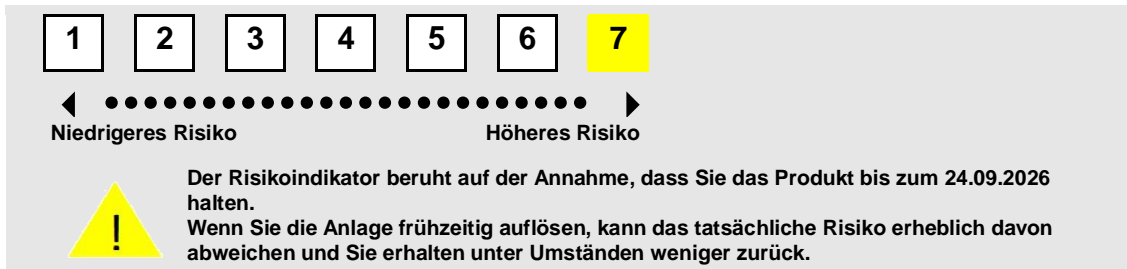 1 2 3 4 5 6 7
Niedrigeres Risiko Höheres Risiko
Der Risikoindikator beruht auf der Annahme, dass Sie das Produkt bis zum 24.09.2026
halten.
Wenn Sie die Anlage frühzeitig auflösen, kann das tatsächliche Risiko erheblich davon
abweichen und Sie erhalten unter Umständen weniger zurück.
!